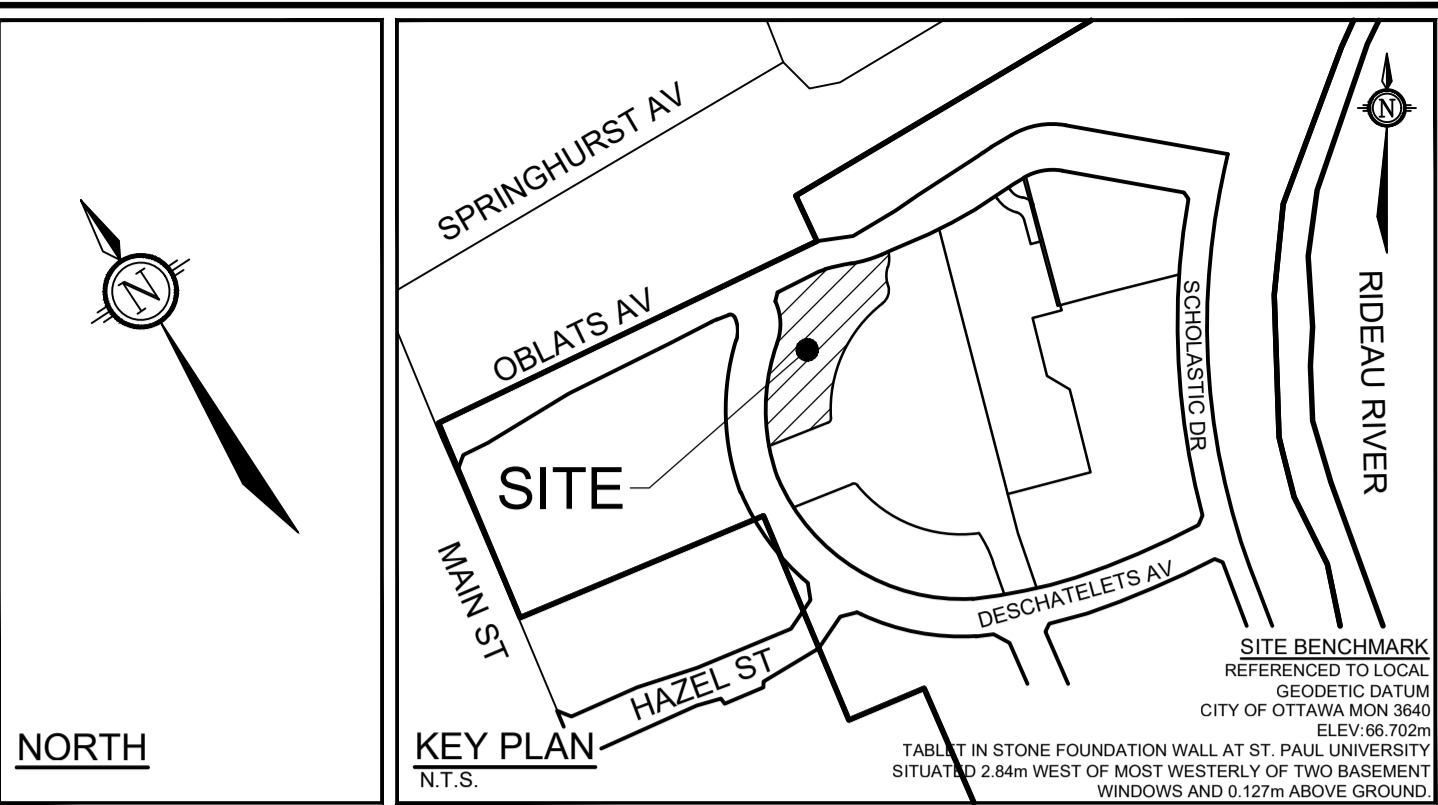 N
NORTH
SPRINGHURST AV
N
OBLATS AV
RIDEAU RIVER
SCHOLASTIC DR
SITE
MAIN ST
DESCHATELETS AV
HAZEL ST
KEY PLAN
N.T.S.
SITE BENCHMARK
REFERENCED TO LOCAL
GEODETIC DATUM
CITY OF OTTAWA MON 3640
ELEV:66.702m
TABLET IN STONE FOUNDATION WALL AT ST. PAUL UNIVERSITY
SITUATED 2.84m WEST OF MOST WESTERLY OF TWO BASEMENT
WINDOWS AND 0.127m ABOVE GROUND.